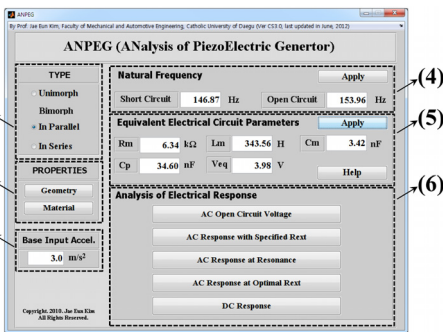 ANPEG
By Prof. Jae Eun Kim, Faculty of Mechanical and Automotive Engineering, Catholic University of Daegu (Ver CS3.0, last updated in June, 2012)
ANPEG (ANalysis of PiezoElectric Genertor)
TYPE
Unimorph
Bimorph
In Parallel
In Series
PROPERTIES
Geometry
Material
Base Input Accel.
3.0 m/s²
Copyright. 2010. Jae Eun Kim
All Rights Reserved.
Natural Frequency
Apply
Short Circuit 146.87 Hz Open Circuit 153.96 Hz
(4)
Equivalent Electrical Circuit Parameters
Apply
Rm 6.34 kΩ Lm 343.56 H Cm 3.42 nF
Cp 34.60 nF Veq 3.98 V
Help
(5)
Analysis of Electrical Response
AC Open Circuit Voltage
AC Response with Specified Rext
AC Response at Resonance
AC Response at Optimal Rext
DC Response
(6)